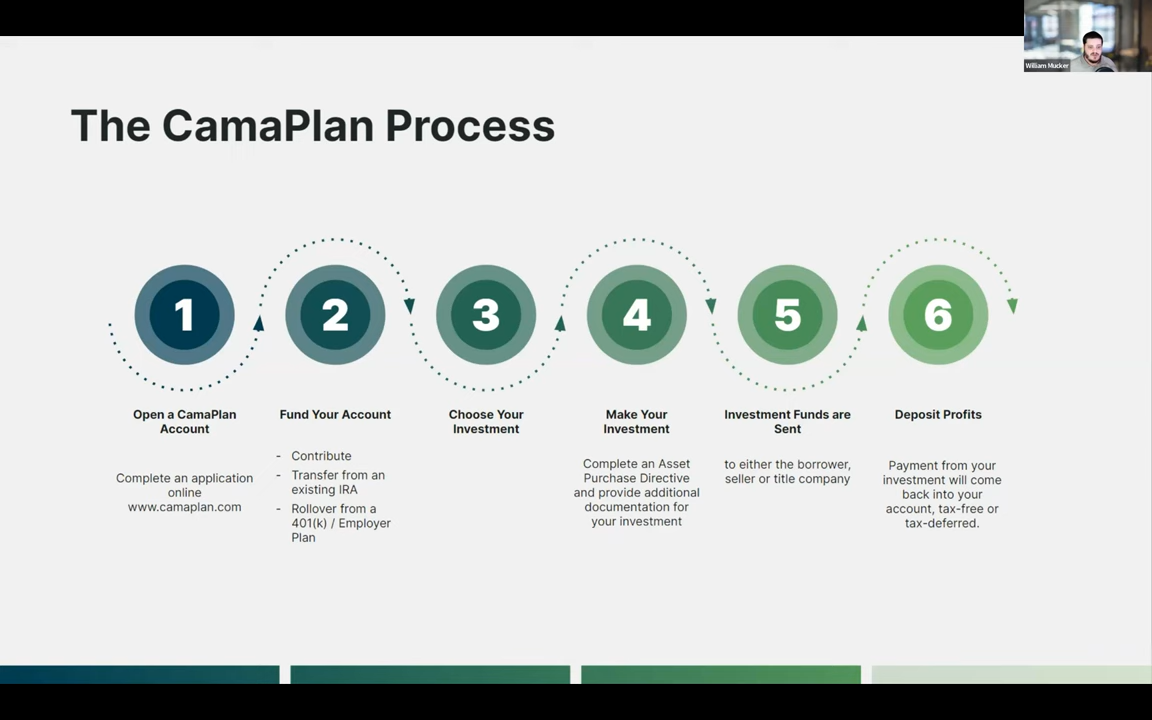 William Mucker
The CamaPlan Process
1
2
3
4
5
6
Open a CamaPlan
Account
Complete an application
online
www.camaplan.com
Fund Your Account
- Contribute
- Transfer from an
existing IRA
- Rollover from a
401(k) / Employer
Plan
Choose Your
Investment
Make Your
Investment
Complete an Asset
Purchase Directive
and provide additional
documentation for
your investment
Investment Funds are
Sent
to either the borrower,
seller or title company
Deposit Profits
Payment from your
investment will come
back into your
account, tax-free or
tax-deferred.